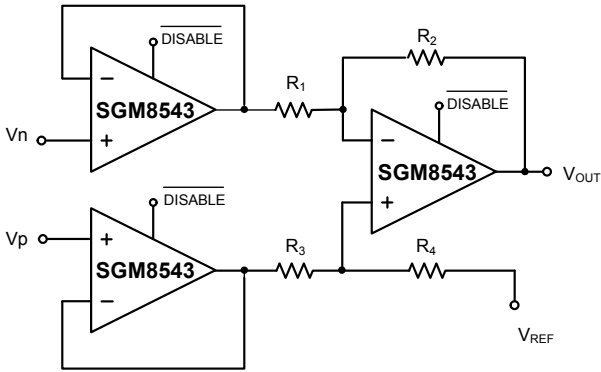 DISABLE
R2
R1
SGM8543
DISABLE
Vn
SGM8543
VOUT
DISABLE
Vp
R3
R4
SGM8543
VREF